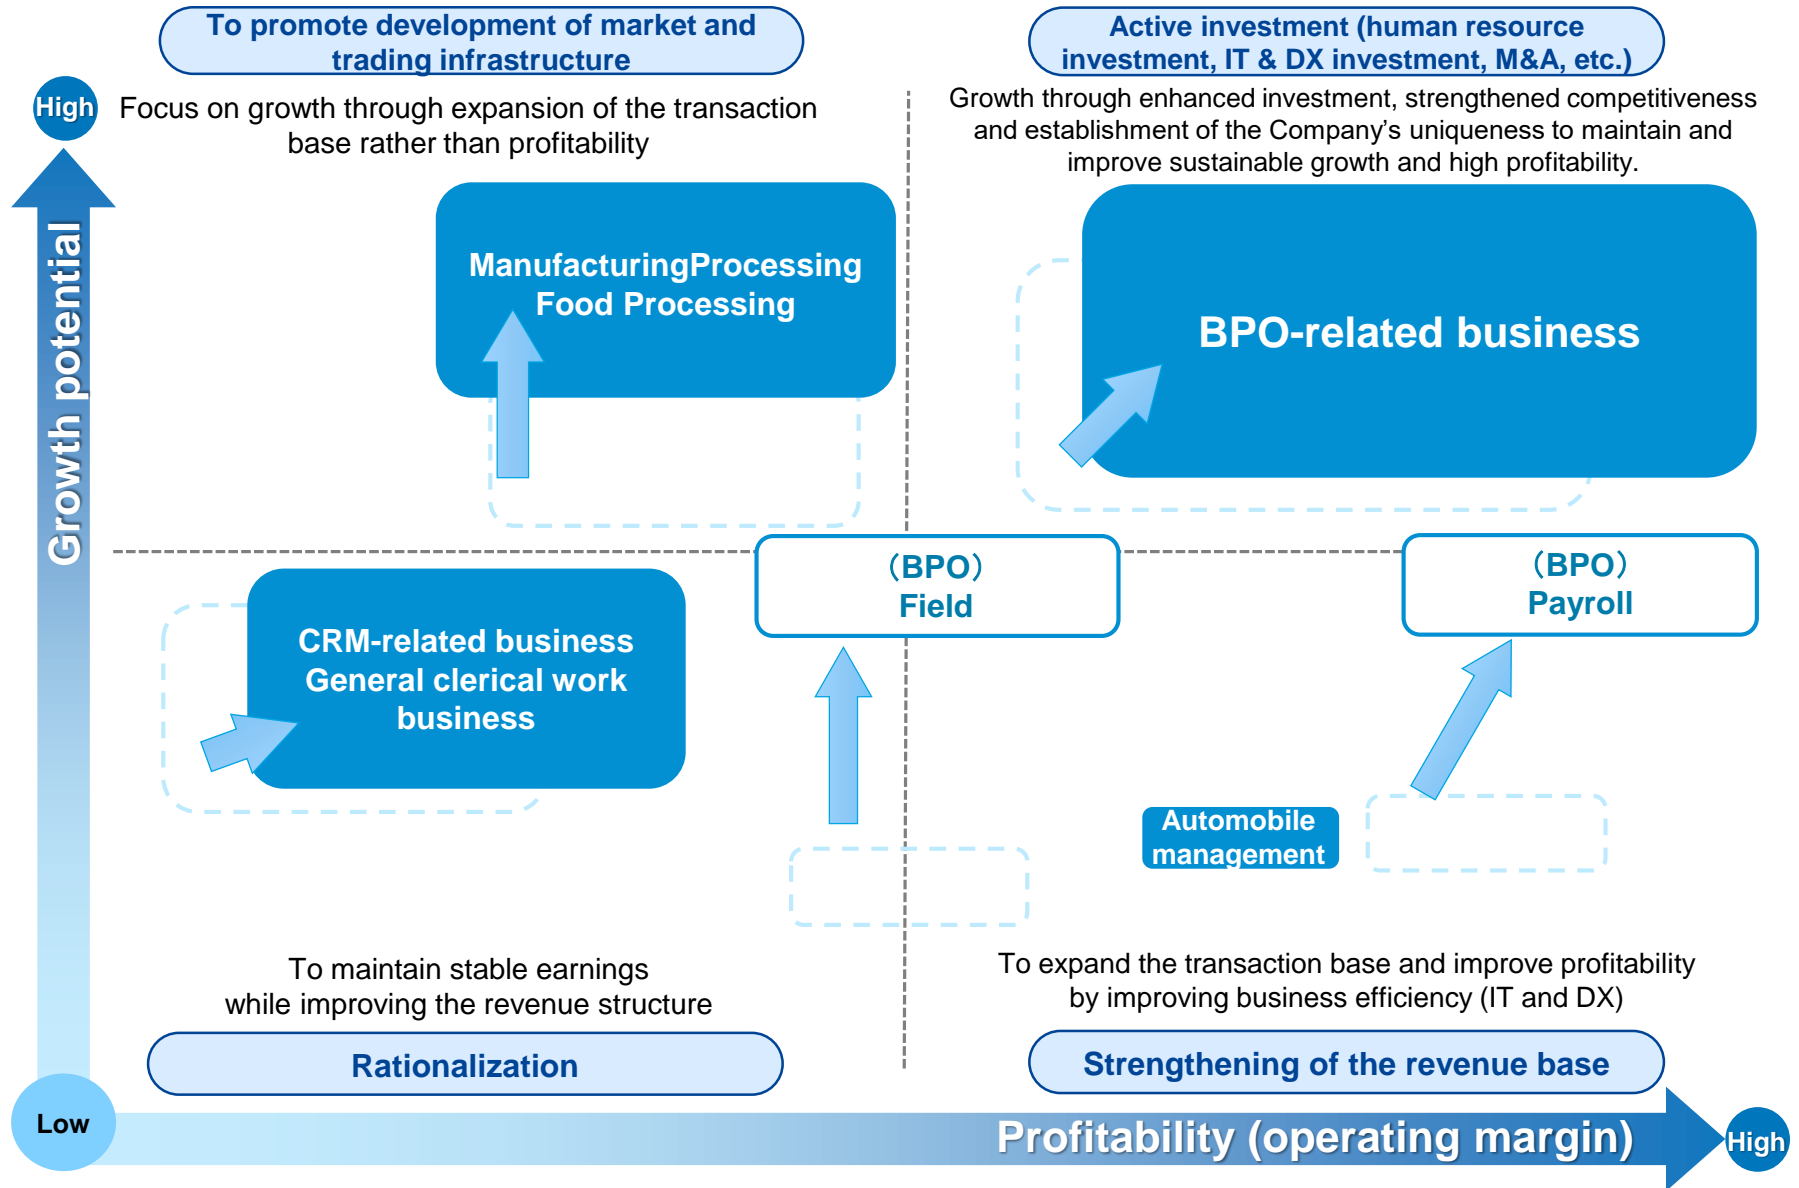 To promote development of market and
trading infrastructure
Active investment (human resource
investment, IT & DX investment, M&A, etc.)
High
Focus on growth through expansion of the transaction
base rather than profitability
Growth through enhanced investment, strengthened competitiveness
and establishment of the Company’s uniqueness to maintain and
improve sustainable growth and high profitability.
Growth potential
ManufacturingProcessing
Food Processing
BPO-related business
（BPO）
Field
（BPO）
Payroll
CRM-related business
General clerical work
business
Automobile
management
To maintain stable earnings
while improving the revenue structure
To expand the transaction base and improve profitability
by improving business efficiency (IT and DX)
Rationalization
Strengthening of the revenue base
Low
Profitability (operating margin)
High